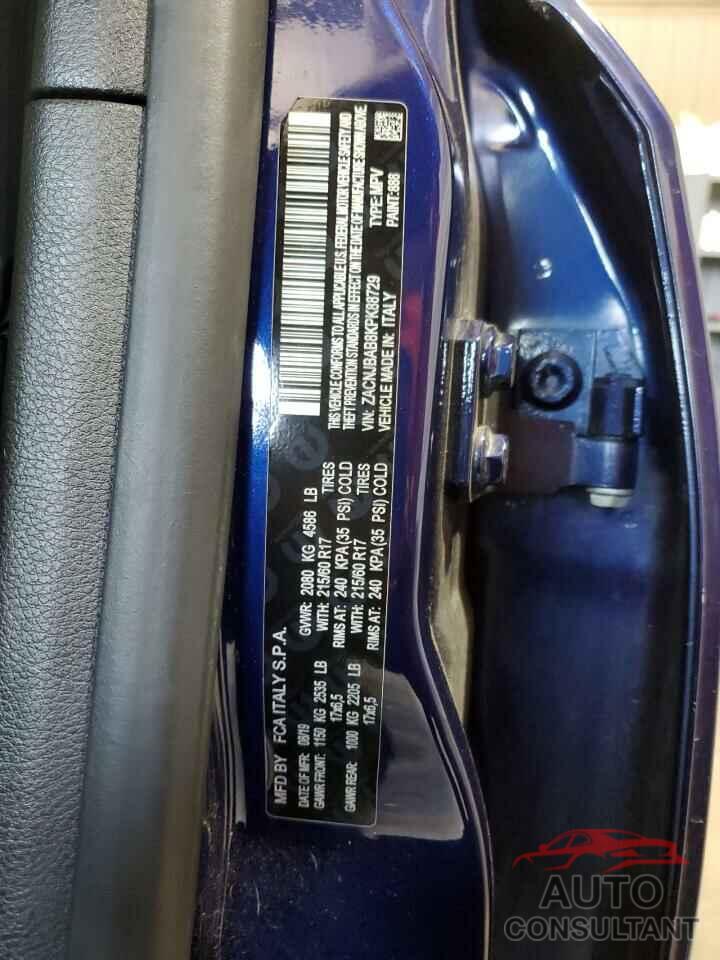 MFD BY FCA ITALY S.P.A.
DATE OF MFR: 08/19 GVWR: 2080 KG 4586 LB
GAWR FRONT: 1150 KG 2535 LB WITH: 215/60 R17 TIRES
17x6,5 RIMS AT: 240 KPA(35 PSI) COLD
GAWR REAR: 1000 KG 2205 LB WITH: 215/60 R17 TIRES
17x6,5 RIMS AT: 240 KPA(35 PSI) COLD
THIS VEHICLE CONFORMS TO ALL APPLICABLE U.S. FEDERAL MOTOR VEHICLE SAFETY AND
THEFT PREVENTION STANDARDS IN EFFECT ON THE DATE OF MANUFACTURE SHOWN ABOVE
VIN: ZACNJBAB8KPK88729 TYPE:MPV
VEHICLE MADE IN: ITALY PAINT:888
AUTO
CONSULTANT